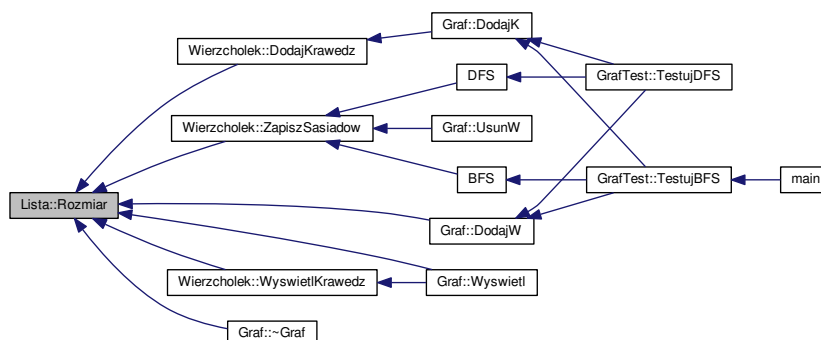 Graf::DodajK
Wierzcholek::DodajKrawedz
DFS
GrafTest::TestujDFS
Wierzcholek::ZapiszSasiadow
Graf::UsunW
BFS
GrafTest::TestujBFS
main
Lista::Rozmiar
Graf::DodajW
Wierzcholek::WyswietlKrawedz
Graf::Wyswietl
Graf::~Graf